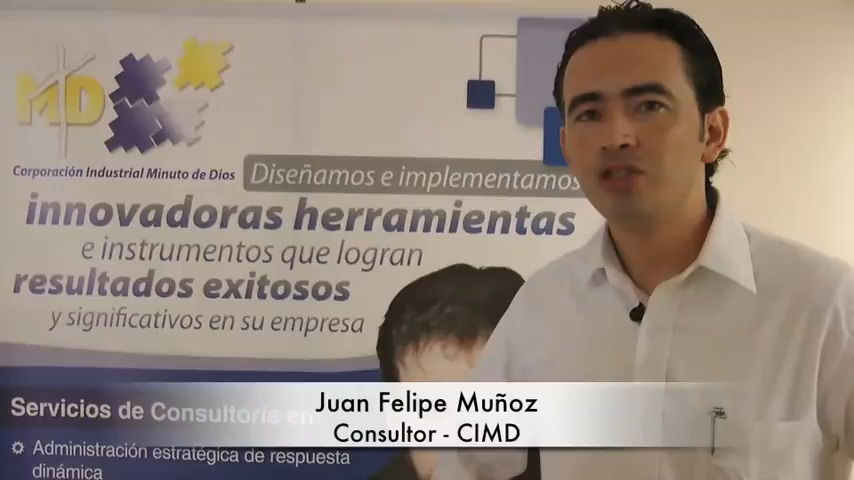 MD
Corporación Industrial Minuto de Dios
Diseñamos e implementamos
innovadoras herramientas
e instrumentos que logran
resultados exitosos
y significativos en su empresa
Juan Felipe Muñoz
Consultor - CIMD
Servicios de Consultoría en:
Administración estratégica de respuesta
dinámica